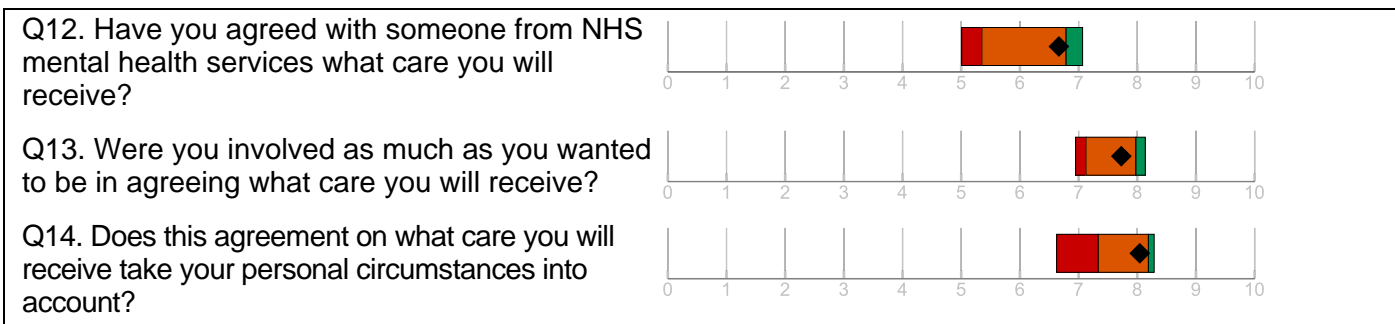 Q12. Have you agreed with someone from NHS
mental health services what care you will
receive?
0 1 2 3 4 5 6 7 8 9 10
Q13. Were you involved as much as you wanted
to be in agreeing what care you will receive?
0 1 2 3 4 5 6 7 8 9 10
Q14. Does this agreement on what care you will
receive take your personal circumstances into
account?
0 1 2 3 4 5 6 7 8 9 10